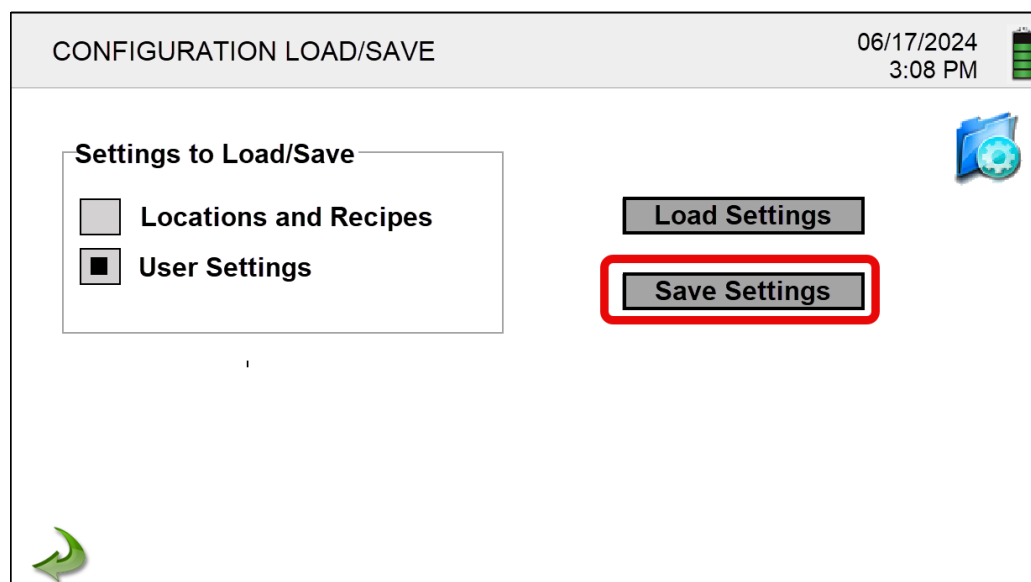 CONFIGURATION LOAD/SAVE
06/17/2024
3:08 PM
Settings to Load/Save
Locations and Recipes
User Settings
Load Settings
Save Settings